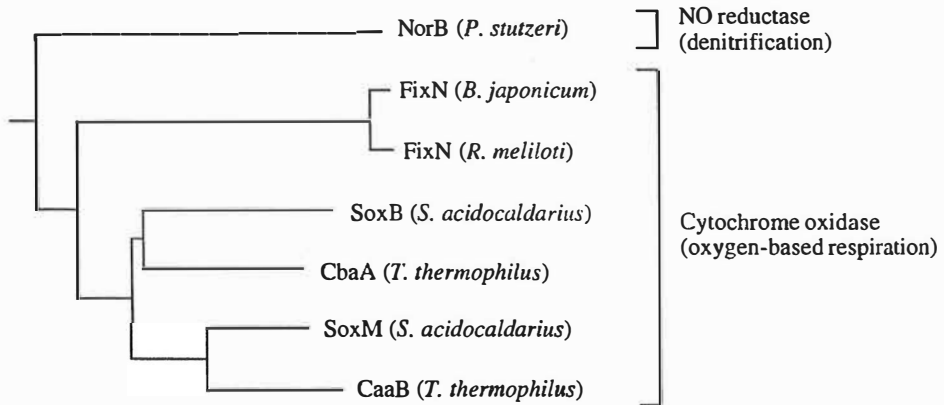 NorB (P. stutzeri)
NO reductase
(denitrification)
FixN (B. japonicum)
FixN (R. meliloti)
SoxB (S. acidocaldarius)
Cytochrome oxidase
(oxygen-based respiration)
CbaA (T. thermophilus)
SoxM (S. acidocaldarius)
CaaB (T. thermophilus)